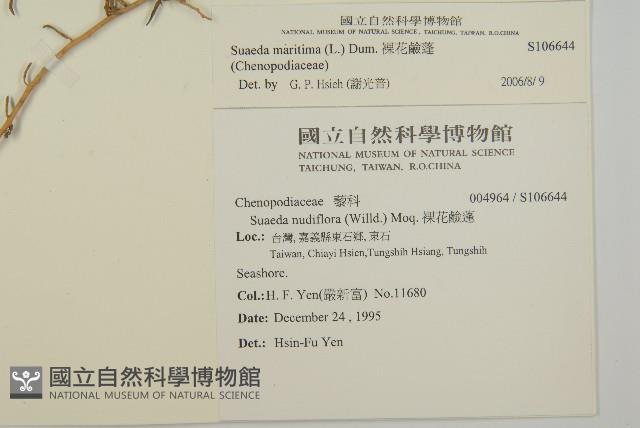 國立自然科學博物館
NATIONAL MUSEUM OF NATURAL SCIENCE, TAICHUNG, TAIWAN, R.O.CHINA
Suaeda maritima (L.) Dum. 裸花鹼蓬 S106644
(Chenopodiaceae)
Det. by G. P. Hsieh (謝光普) 2006/8/9
國立自然科學博物館
NATIONAL MUSEUM OF NATURAL SCIENCE
TAICHUNG, TAIWAN, R.O.CHINA
Chenopodiaceae 藜科 004964 / S106644
Suaeda nudiflora (Willd.) Moq. 裸花鹼蓬
Loc.: 台灣, 嘉義縣東石鄉, 東石
Taiwan, Chiayi Hsien,Tungshih Hsiang, Tungshih
Seashore.
Col.:H. F. Yen(嚴新富) No.11680
Date: December 24 , 1995
Det.: Hsin-Fu Yen
國立自然科學博物館
NATIONAL MUSEUM OF NATURAL SCIENCE